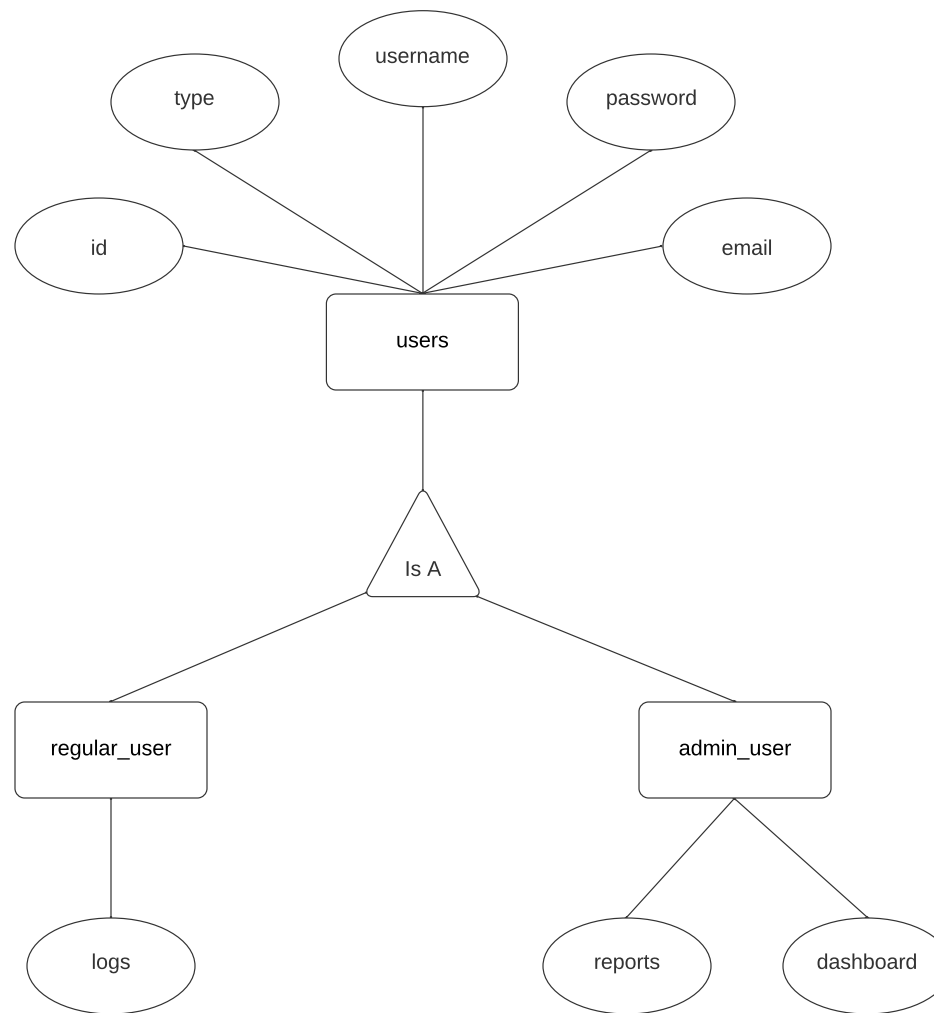 username
type
password
id
email
users
Is A
regular_user
admin_user
logs
reports
dashboard